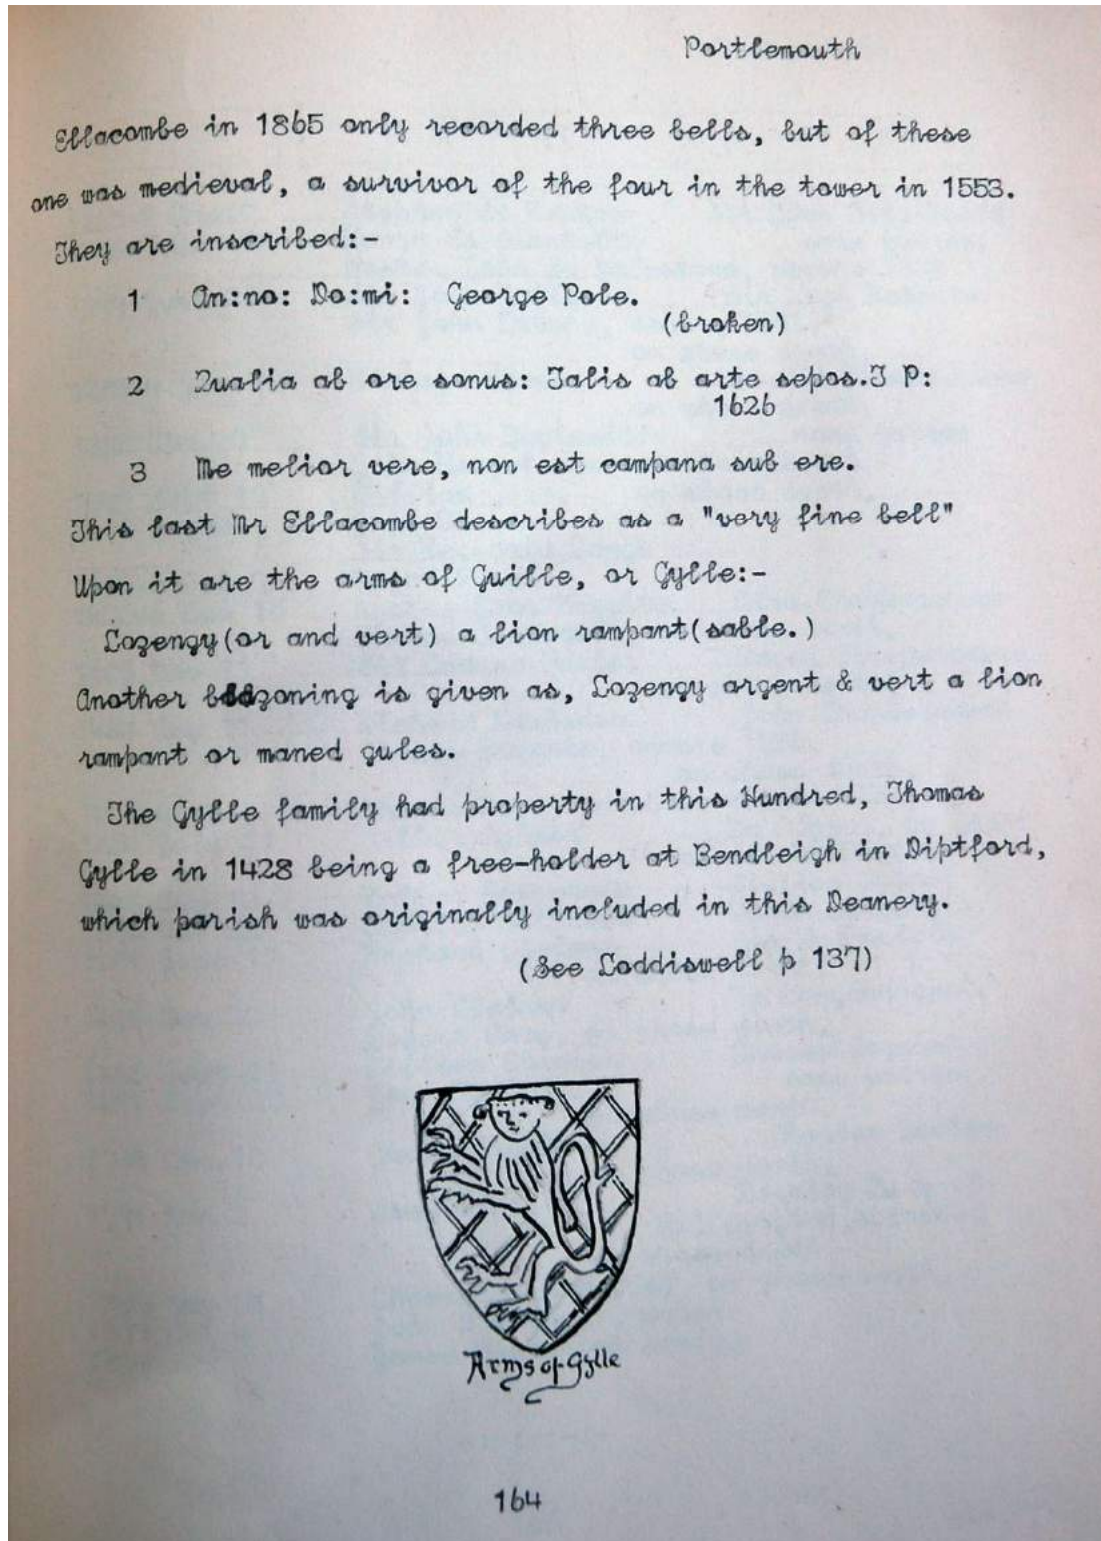 Portlemouth
Ellacombe in 1865 only recorded three bells, but of these
one was medieval, a survivor of the four in the tower in 1553.
They are inscribed:-
1 An:no: Do:mi: George Pole.
(broken)
2 Qualia ab ore sonus: Talis ab arte sepos.J P:
1626
3 Me melior vere, non est campana sub ere.
This last Mr Ellacombe describes as a "very fine bell"
Upon it are the arms of Guille, or Gylle:-
Lozengy(or and vert) a lion rampant(sable.)
Another is given as, Lozengy argent & vert a lion
rampant or maned gules.
The Gylle family had property in this Hundred, Thomas
Gylle in 1428 being a free-holder at Bendleigh in Diptford,
which parish was originally included in this Deanery.
(See Loddiswell p 137)
Arms of Gylle
164